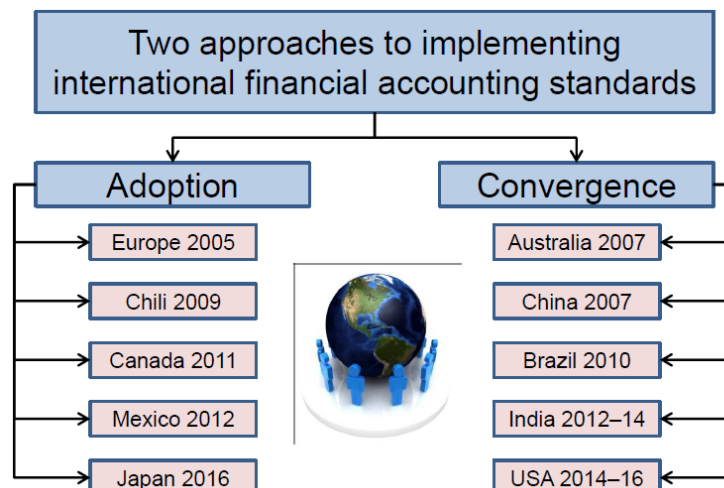 Two approaches to implementing
international financial accounting standards
Adoption
Convergence
Europe 2005
Australia 2007
Chili 2009
China 2007
Canada 2011
Brazil 2010
Mexico 2012
India 2012–14
Japan 2016
USA 2014–16